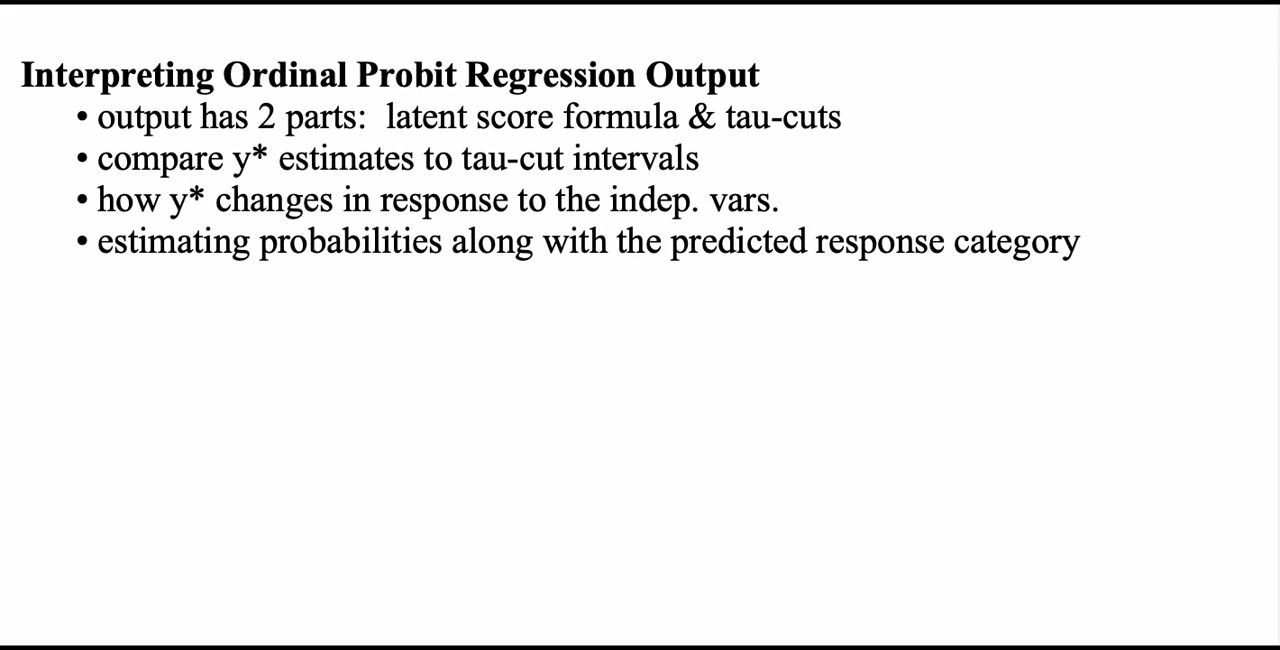 Interpreting Ordinal Probit Regression Output
• output has 2 parts:  latent score formula & tau-cuts
• compare y* estimates to tau-cut intervals
• how y* changes in response to the indep. vars.
• estimating probabilities along with the predicted response category